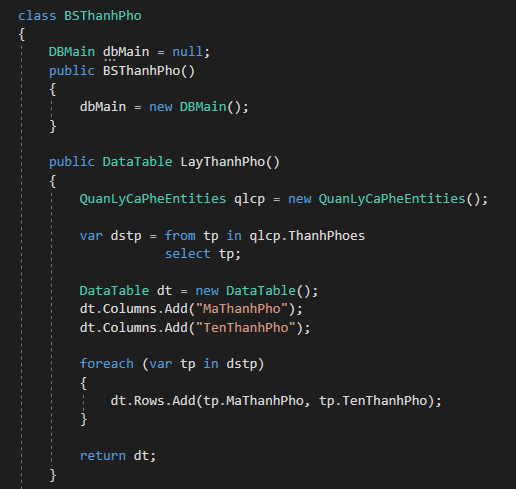 class BSThanhPho
{
    DBMain dbMain = null;
    public BSThanhPho()
    {
        dbMain = new DBMain();
    }

    public DataTable LayThanhPho()
    {
        QuanLyCaPheEntities qlcp = new QuanLyCaPheEntities();

        var dstp = from tp in qlcp.ThanhPhoes
                   select tp;

        DataTable dt = new DataTable();
        dt.Columns.Add("MaThanhPho");
        dt.Columns.Add("TenThanhPho");

        foreach (var tp in dstp)
        {
            dt.Rows.Add(tp.MaThanhPho, tp.TenThanhPho);
        }

        return dt;
    }